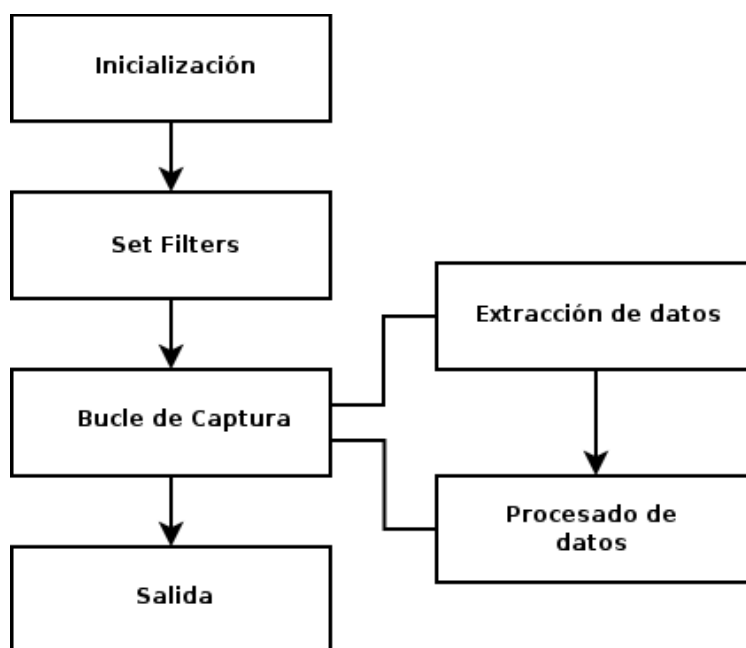 Inicialización
Set Filters
Extracción de datos
Bucle de Captura
Procesado de
datos
Salida